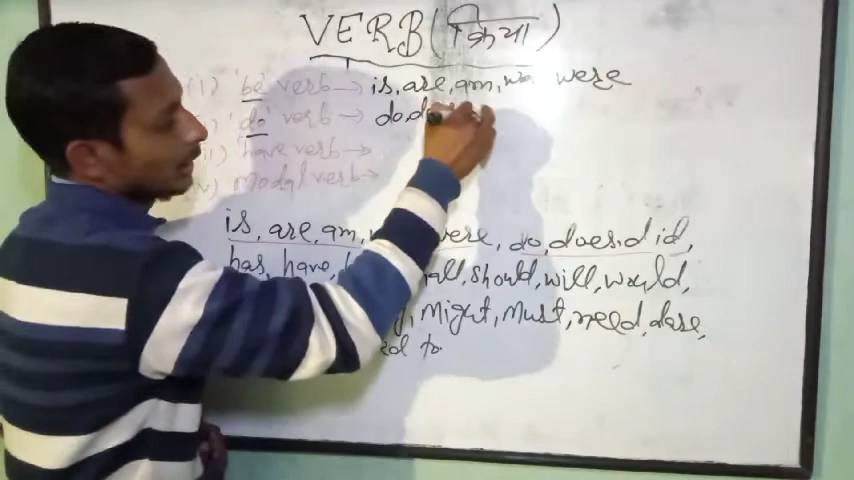 VERB (क्रिया)
(i) 'be' verb → is, are, am, were
'do' verb → do,
have verb →
modal verb →
is, are, am, were, do, does, did,
has, have, should, will, would,
might, must, need, dare,
to